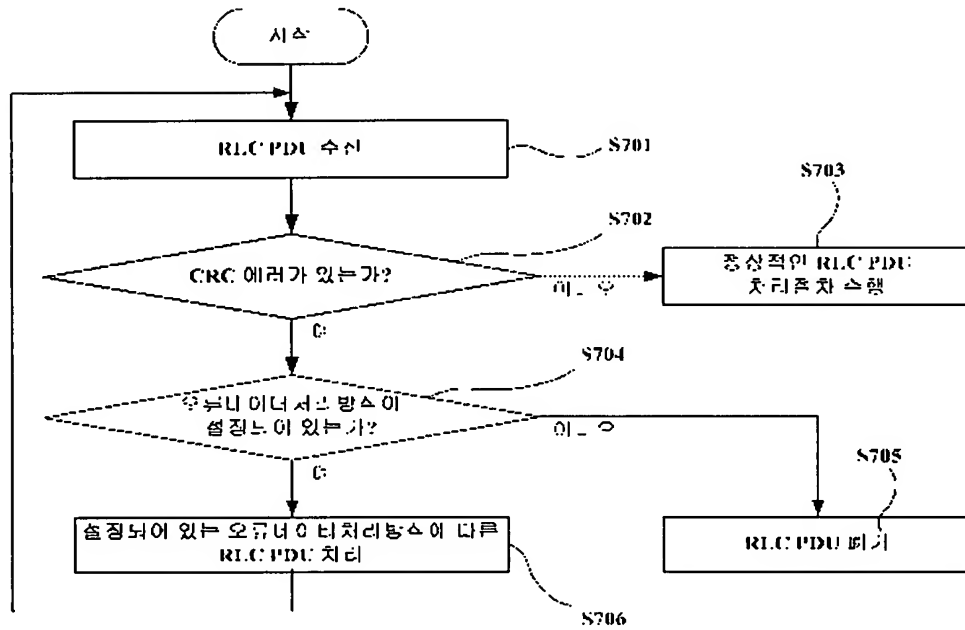 시작
RLC PDU 수신
S701
S702
S703
CRC 에러가 있는가?
아니오
정상적인 RLC PDU
처리절차 수행
예
S704
오류데이터처리 방식이
설정되어 있는가?
아니오
예
S705
설정되어 있는 오류데이터처리방식에 따른
RLC PDU 처리
RLC PDU 폐기
S706